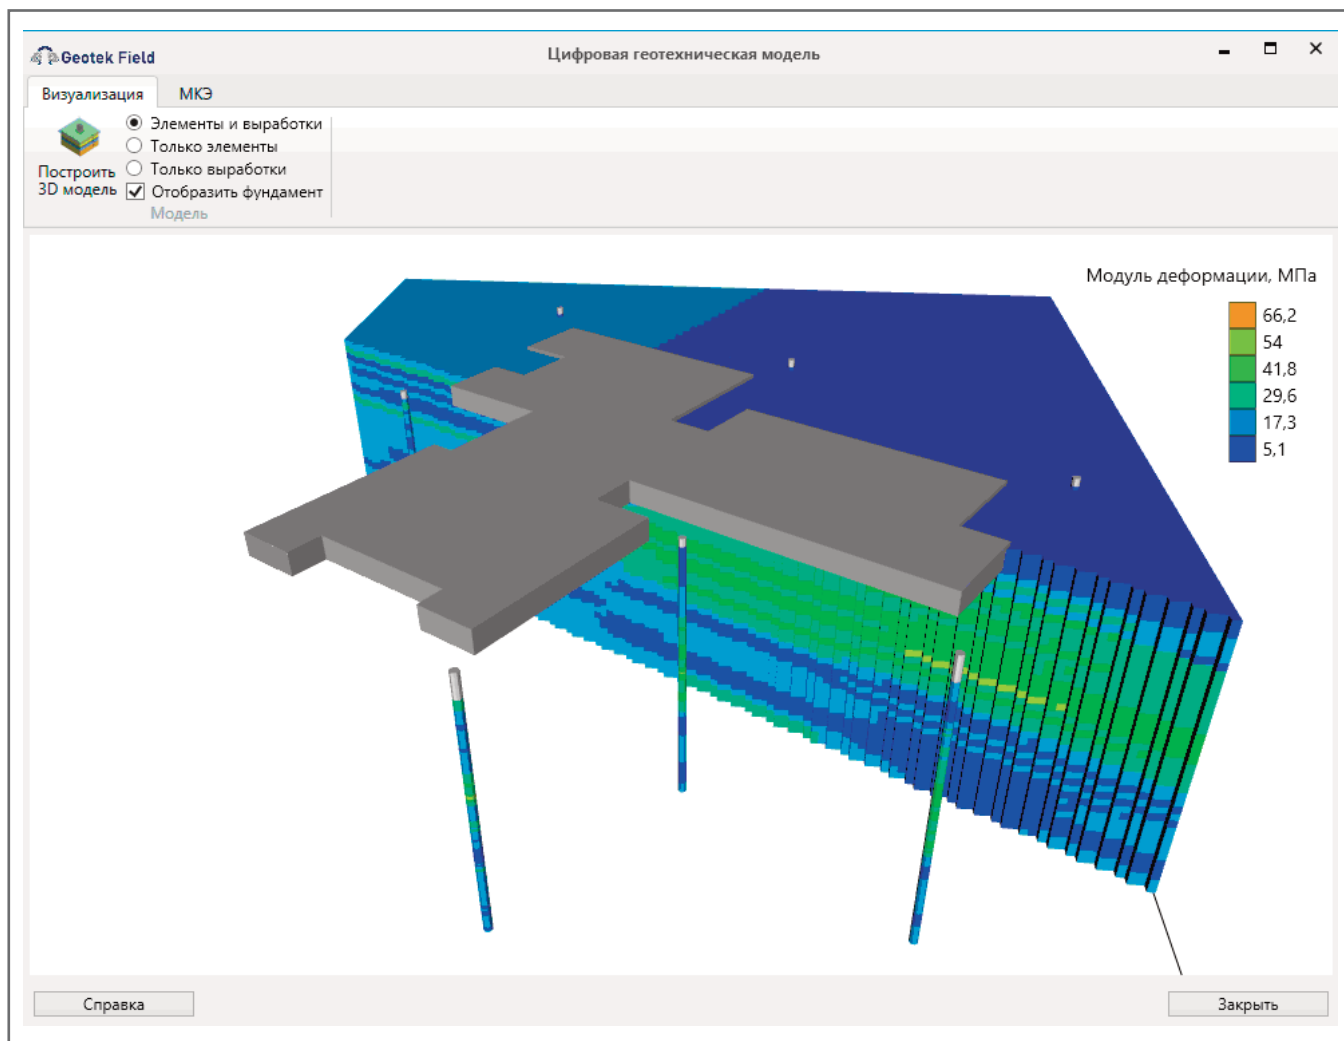 Geotek Field
Цифровая геотехническая модель
Визуализация
МКЭ
Построить
3D модель
Элементы и выработки
Только элементы
Только выработки
Отобразить фундамент
Модель
Модуль деформации, МПа
66,2
54
41,8
29,6
17,3
5,1
Справка
Закрыть